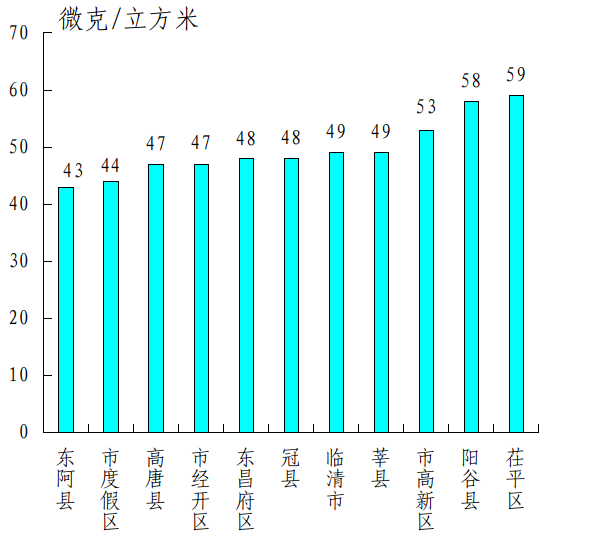 微克/立方米
70
60
50
40
30
20
10
0
43
44
47
47
48
48
49
49
53
58
59
东阿县
市度假区
高唐县
市经开区
东昌府区
冠县
临清市
莘县
市高新区
阳谷县
茌平区